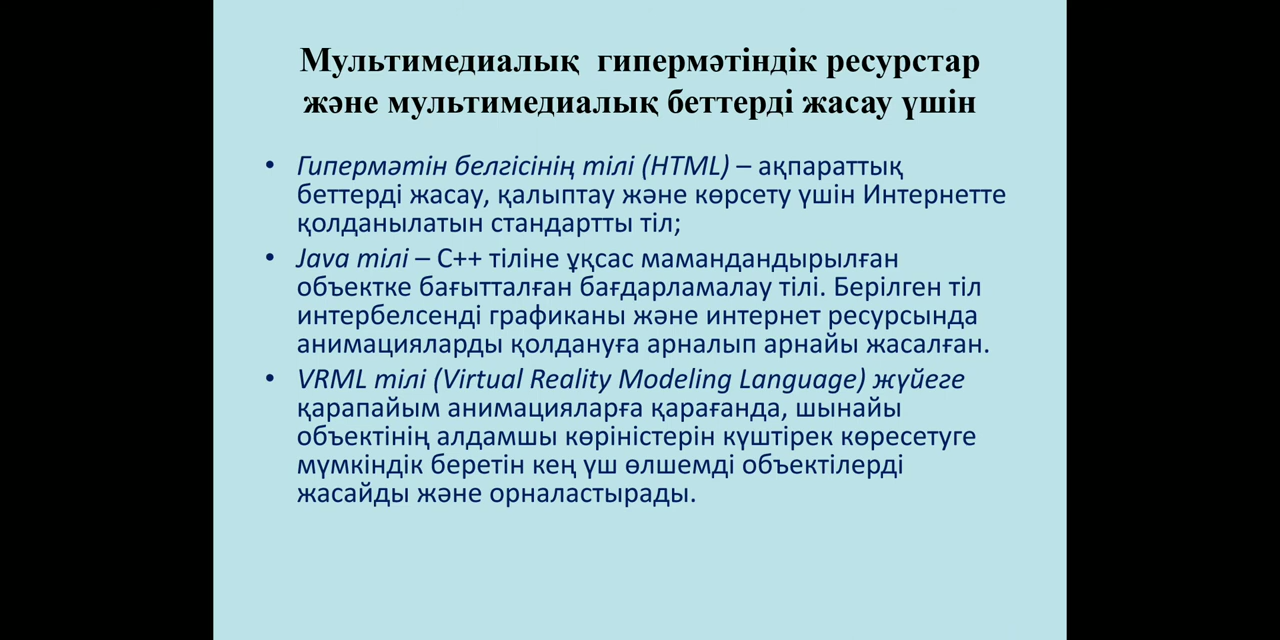 Мультимедиалық гипермәтіндік ресурстар
және мультимедиалық беттерді жасау үшін
• Гипермәтін белгісінің тілі (HTML) – ақпараттық
беттерді жасау, қалыптау және көрсету үшін Интернетте
қолданылатын стандартты тіл;
• Java тілі – С++ тіліне ұқсас мамандандырылған
объектке бағытталған бағдарламалау тілі. Берілген тіл
интербелсенді графиканы және интернет ресурсында
анимацияларды қолдануға арналып арнайы жасалған.
• VRML тілі (Virtual Reality Modeling Language) жүйеге
қарапайым анимацияларға қарағанда, шынайы
объектінің алдамшы көріністерін күштірек көресетуге
мүмкіндік беретін кең үш өлшемді объектілерді
жасайды және орналастырады.